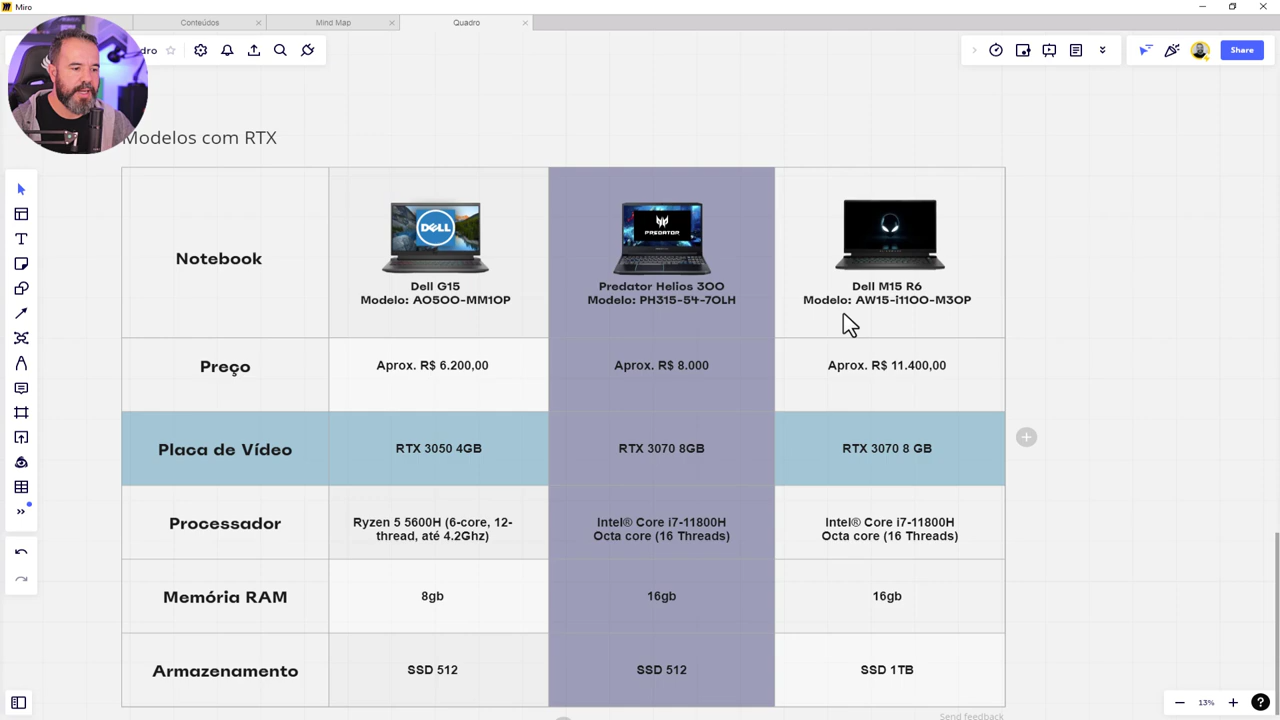 Miro
Conteúdos
Mind Map
Quadro
dro
Share
Modelos com RTX
Notebook
DELL
Dell G15
Modelo: AO500-MM10P
PREDATOR
Predator Helios 300
Modelo: PH315-54-70LH
Dell M15 R6
Modelo: AW15-i1100-M30P
Preço
Aprox. R$ 6.200,00
Aprox. R$ 8.000
Aprox. R$ 11.400,00
Placa de Vídeo
RTX 3050 4GB
RTX 3070 8GB
RTX 3070 8 GB
Processador
Ryzen 5 5600H (6-core, 12-
thread, até 4.2Ghz)
Intel® Core i7-11800H
Octa core (16 Threads)
Intel® Core i7-11800H
Octa core (16 Threads)
Memória RAM
8gb
16gb
16gb
Armazenamento
SSD 512
SSD 512
SSD 1TB
13%
Send feedback